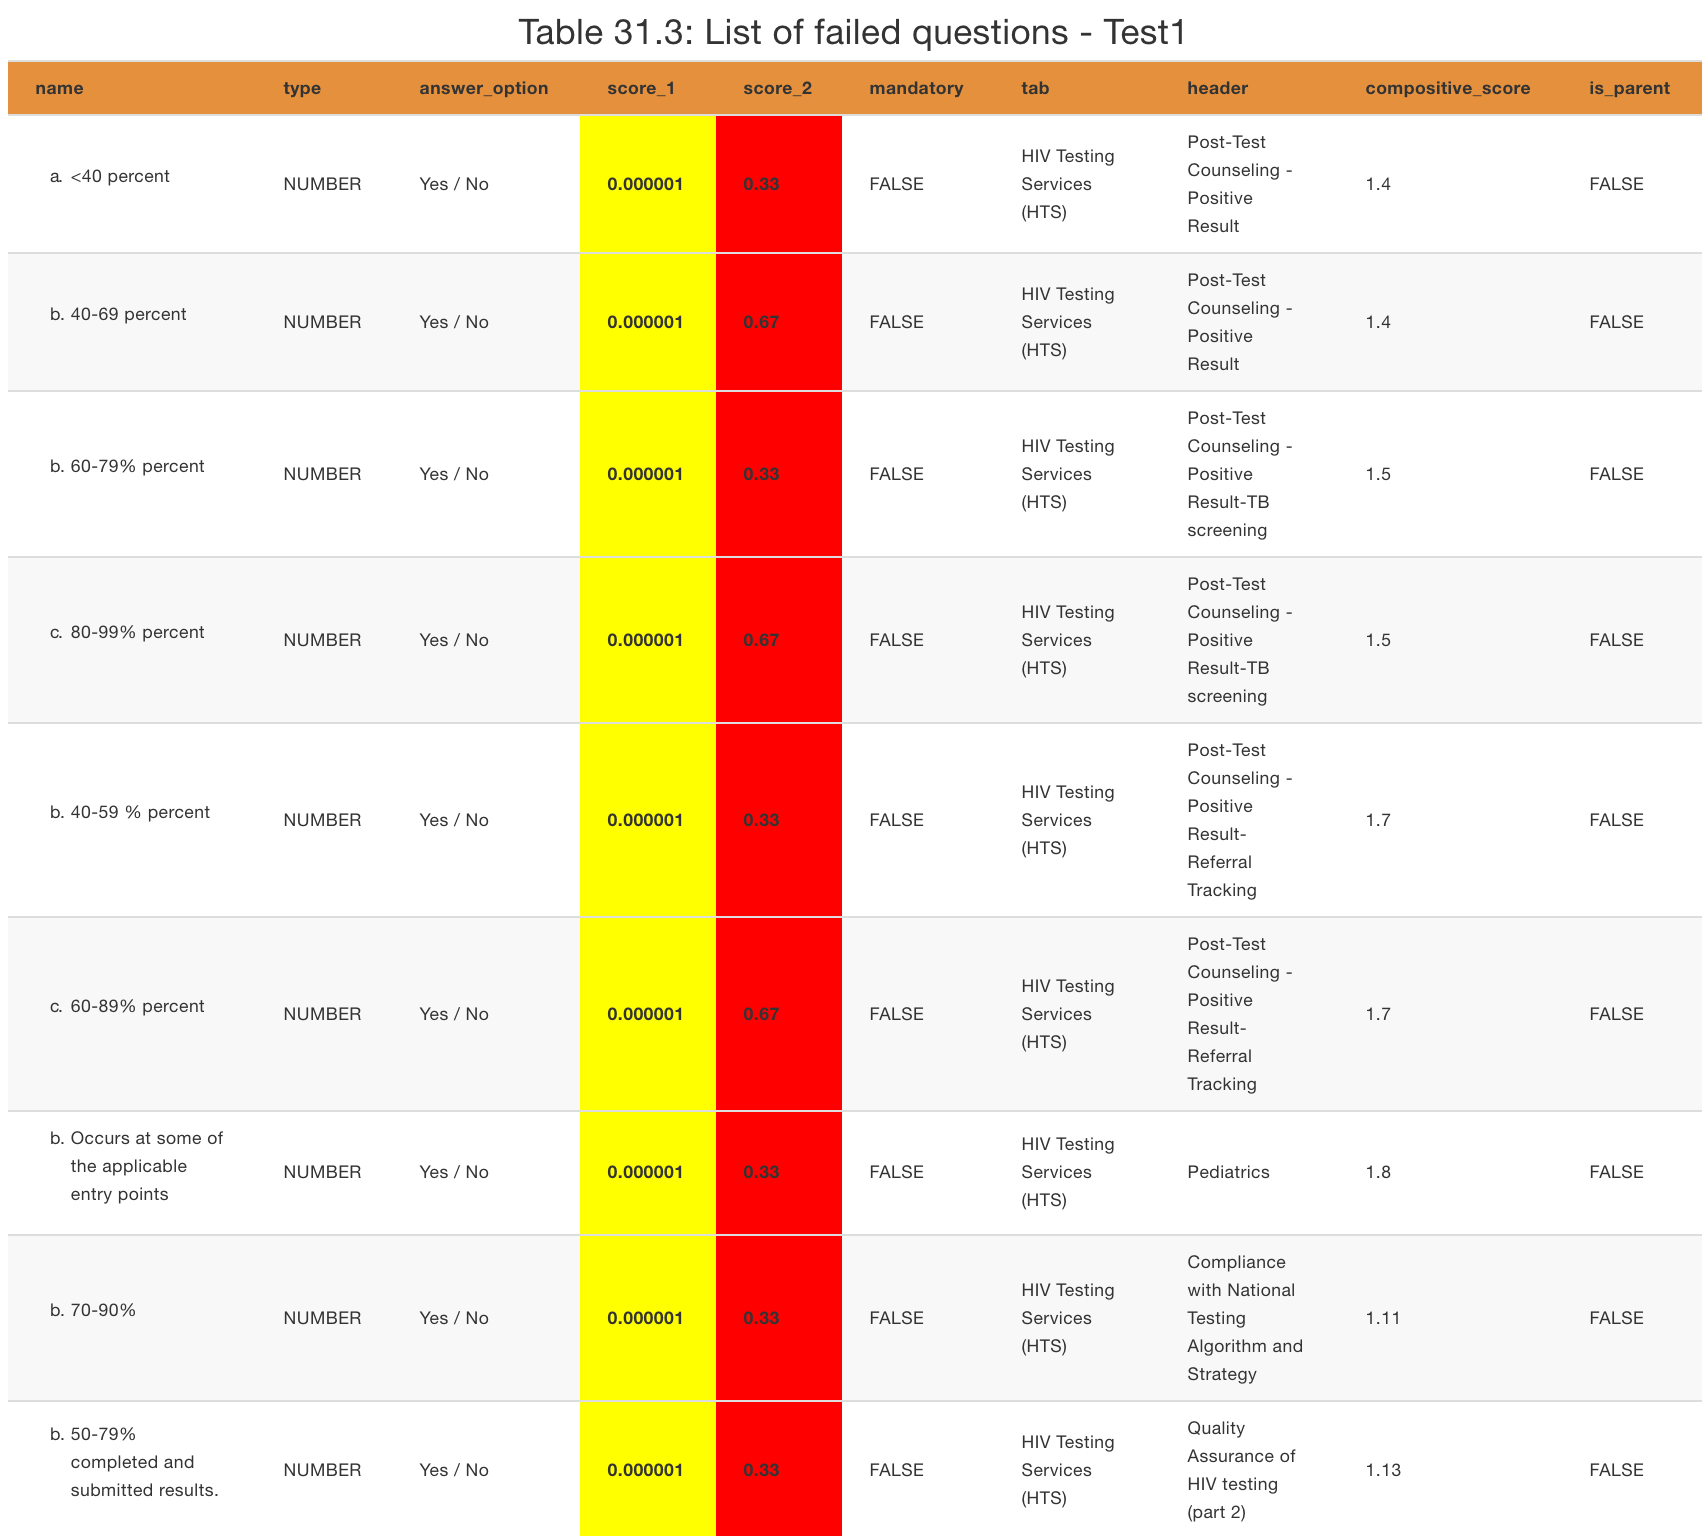 Table 31.3: List of failed questions - Test1
name type answer_option score_1 score_2 mandatory tab header compositive_score is_parent
a. <40 percent NUMBER Yes / No 0.000001 0.33 FALSE HIV Testing Services (HTS) Post-Test Counseling - Positive Result 1.4 FALSE
b. 40-69 percent NUMBER Yes / No 0.000001 0.67 FALSE HIV Testing Services (HTS) Post-Test Counseling - Positive Result 1.4 FALSE
b. 60-79% percent NUMBER Yes / No 0.000001 0.33 FALSE HIV Testing Services (HTS) Post-Test Counseling - Positive Result-TB screening 1.5 FALSE
c. 80-99% percent NUMBER Yes / No 0.000001 0.67 FALSE HIV Testing Services (HTS) Post-Test Counseling - Positive Result-TB screening 1.5 FALSE
b. 40-59 % percent NUMBER Yes / No 0.000001 0.33 FALSE HIV Testing Services (HTS) Post-Test Counseling - Positive Result- Referral Tracking 1.7 FALSE
c. 60-89% percent NUMBER Yes / No 0.000001 0.67 FALSE HIV Testing Services (HTS) Post-Test Counseling - Positive Result- Referral Tracking 1.7 FALSE
b. Occurs at some of the applicable entry points NUMBER Yes / No 0.000001 0.33 FALSE HIV Testing Services (HTS) Pediatrics 1.8 FALSE
b. 70-90% NUMBER Yes / No 0.000001 0.33 FALSE HIV Testing Services (HTS) Compliance with National Testing Algorithm and Strategy 1.11 FALSE
b. 50-79% completed and submitted results. NUMBER Yes / No 0.000001 0.33 FALSE HIV Testing Services (HTS) Quality Assurance of HIV testing (part 2) 1.13 FALSE